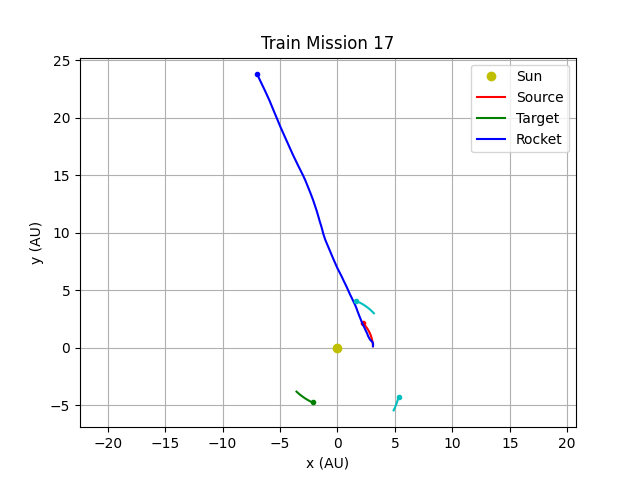 Train Mission 17
25
20
15
10
5
0
−5
y (AU)
Sun
Source
Target
Rocket
−20 −15 −10 −5 0 5 10 15 20
x (AU)